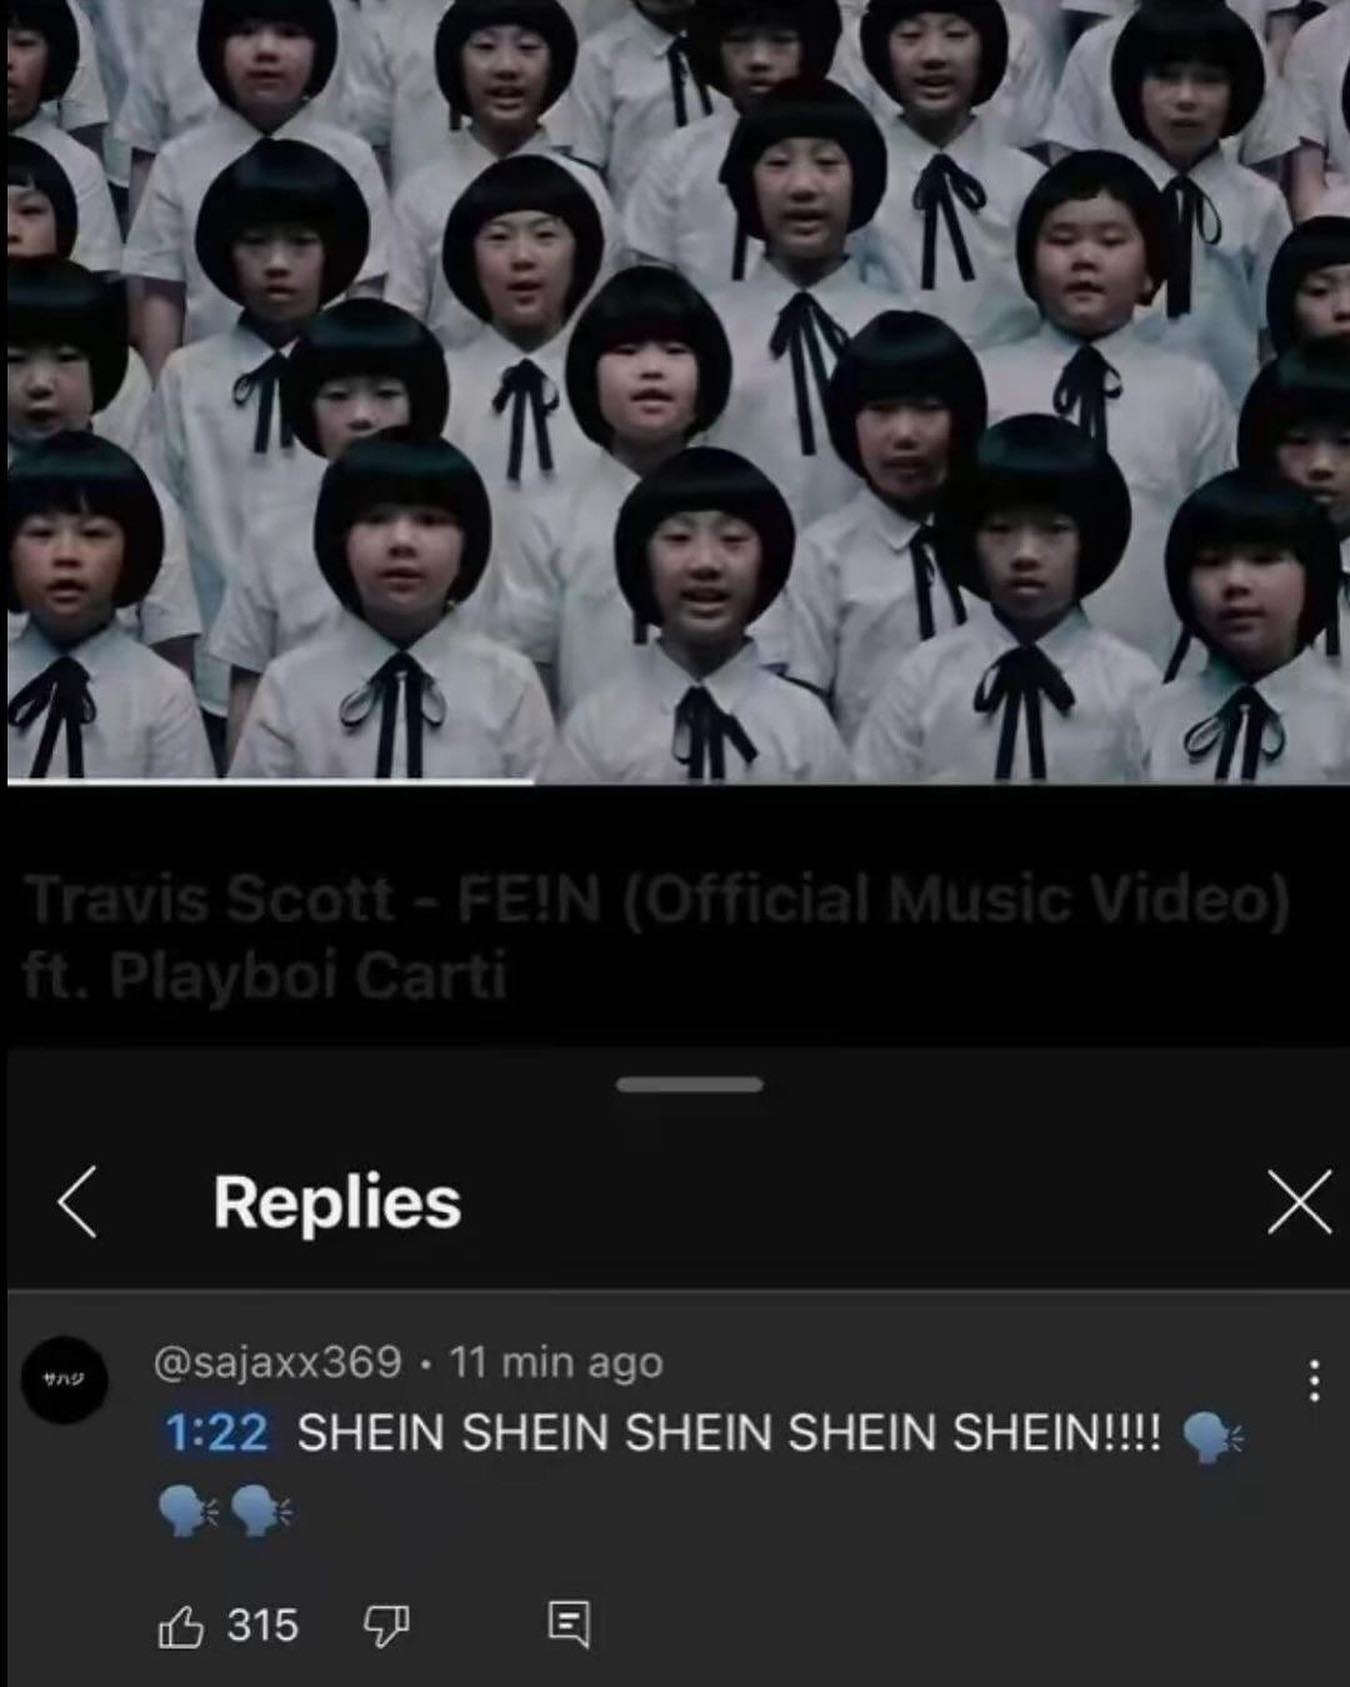 Travis Scott - FE!N (Official Music Video)
ft. Playboi Carti
Replies
サハジ
@sajaxx369 • 11 min ago
1:22 SHEIN SHEIN SHEIN SHEIN SHEIN!!!! 🗣️
🗣️🗣️
315